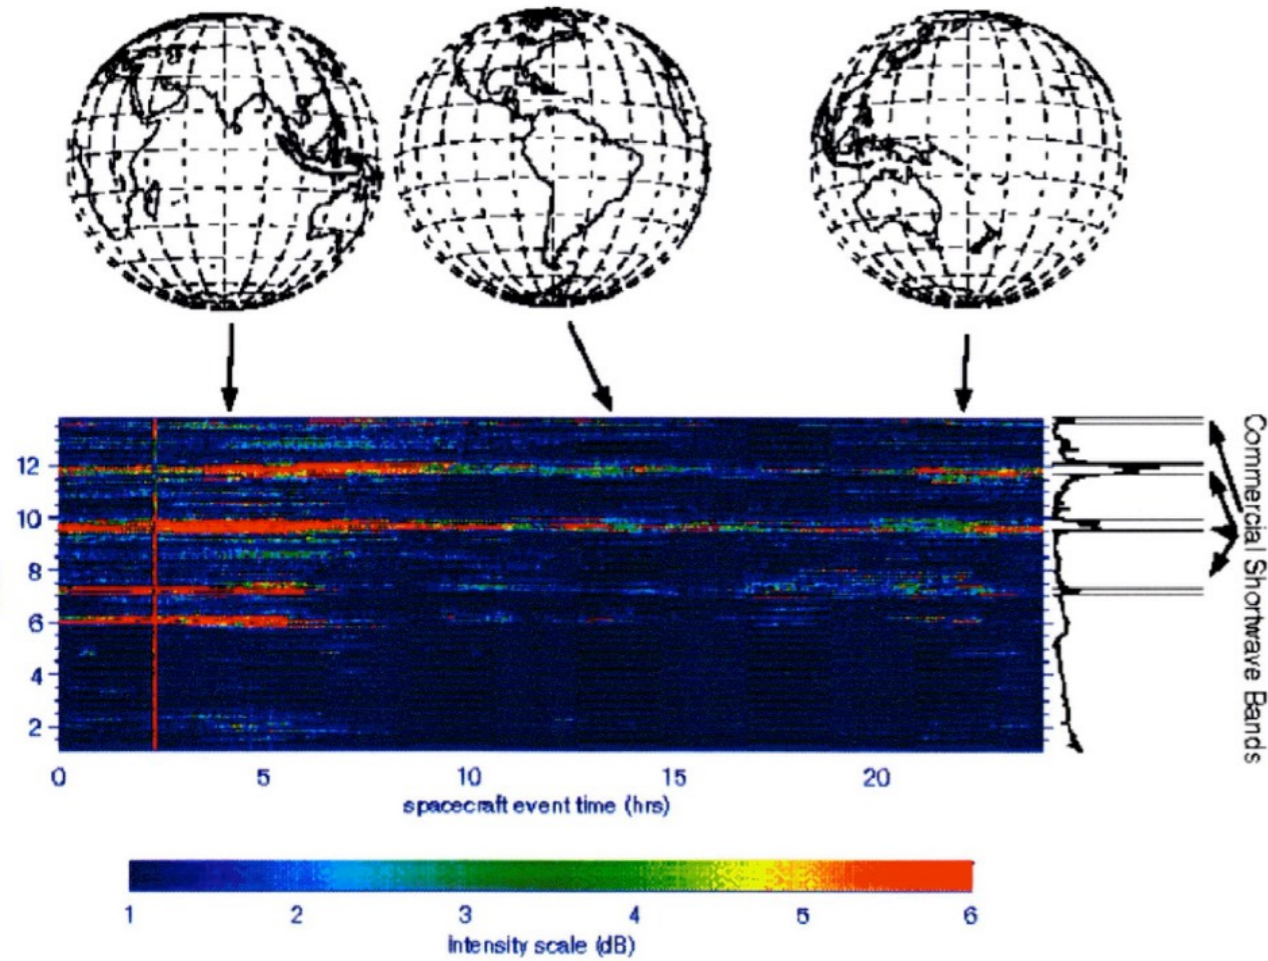 12
10
8
6
4
2
0 5 10 15 20
spacecraft event time (hrs)
Commercial Shortwave Bands
1 2 3 4 5 6
Intensity scale (dB)